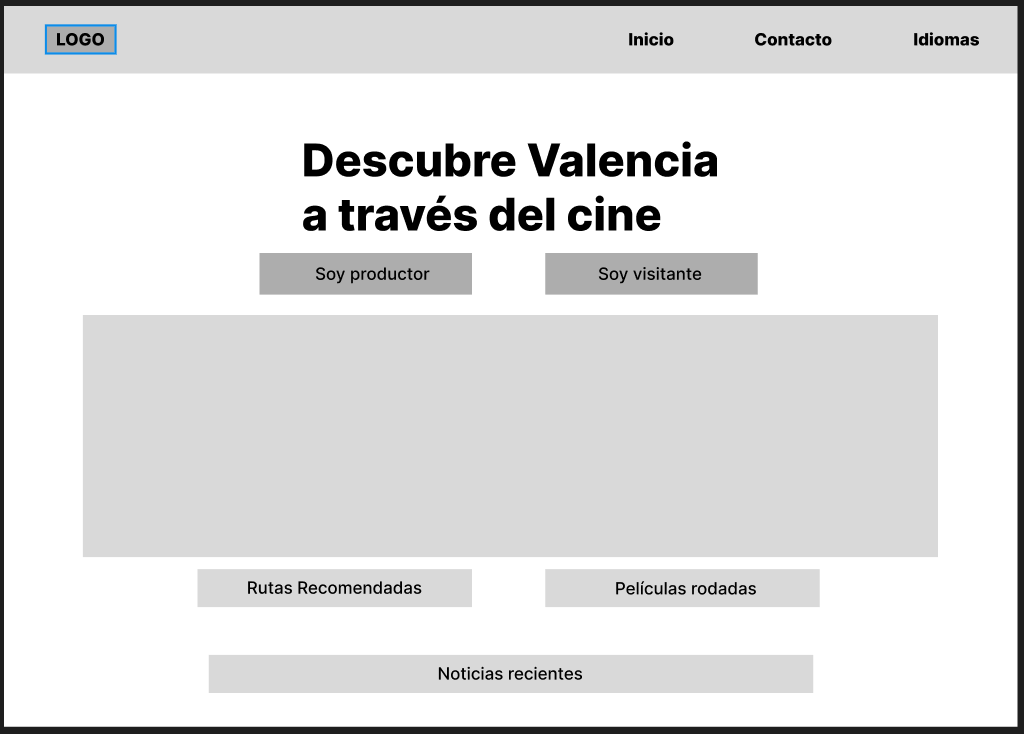 LOGO
Inicio
Contacto
Idiomas
Descubre Valencia
a través del cine
Soy productor
Soy visitante
Rutas Recomendadas
Películas rodadas
Noticias recientes